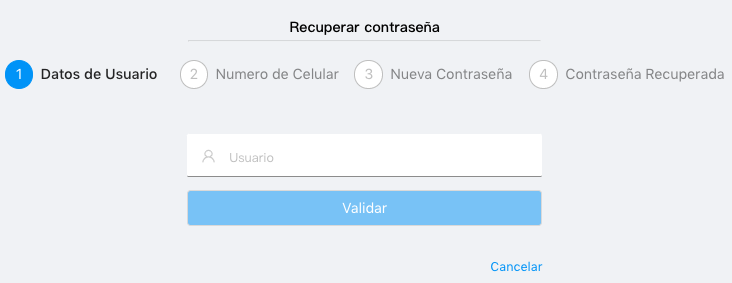 Recuperar contraseña
1 Datos de Usuario 2 Numero de Celular 3 Nueva Contraseña 4 Contraseña Recuperada
Usuario
Validar
Cancelar